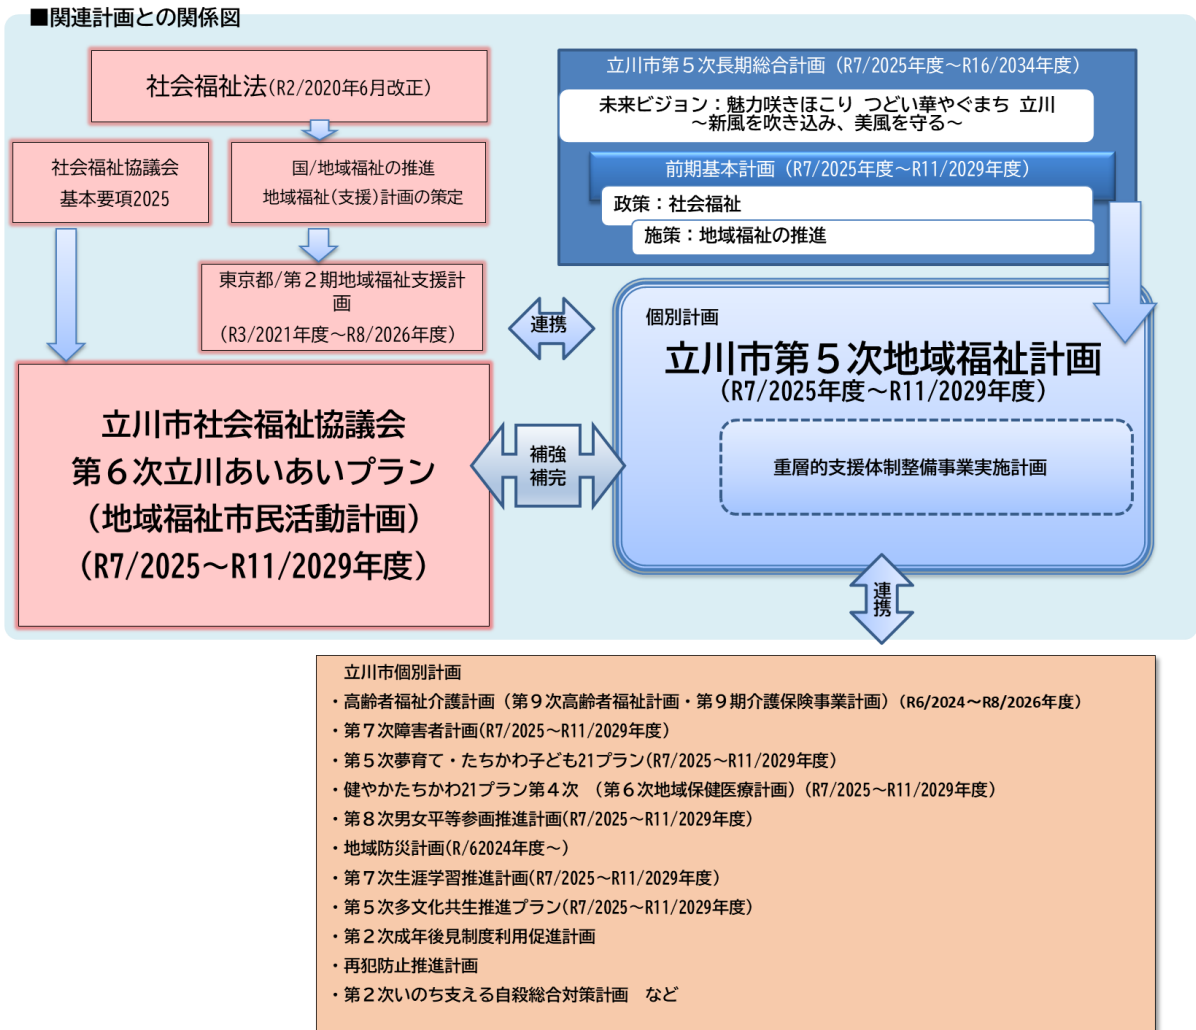 ■関連計画との関係図
社会福祉法(R2/2020年6月改正)
社会福祉協議会
基本要項2025
国/地域福祉の推進
地域福祉(支援)計画の策定
東京都/第２期地域福祉支援計
画
（R3/2021年度～R8/2026年度）
立川市社会福祉協議会
第６次立川あいあいプラン
（地域福祉市民活動計画）
（R7/2025～R11/2029年度）
立川市第５次長期総合計画（R7/2025年度～R16/2034年度）
未来ビジョン：魅力咲きほこり つどい華やぐまち 立川
～新風を吹き込み、美風を守る～
前期基本計画（R7/2025年度～R11/2029年度）
政策：社会福祉
施策：地域福祉の推進
連携
個別計画
立川市第５次地域福祉計画
（R7/2025年度～R11/2029年度）
補強
補完
重層的支援体制整備事業実施計画
連
携
立川市個別計画
・高齢者福祉介護計画（第９次高齢者福祉計画・第９期介護保険事業計画）（R6/2024～R8/2026年度）
・第７次障害者計画(R7/2025～R11/2029年度）
・第５次夢育て・たちかわ子ども21プラン(R7/2025～R11/2029年度）
・健やかたちかわ21プラン第４次　（第６次地域保健医療計画）（R7/2025～R11/2029年度）
・第８次男女平等参画推進計画(R7/2025～R11/2029年度）
・地域防災計画(R/62024年度～）
・第７次生涯学習推進計画(R7/2025～R11/2029年度）
・第５次多文化共生推進プラン(R7/2025～R11/2029年度）
・第２次成年後見制度利用促進計画
・再犯防止推進計画
・第２次いのち支える自殺総合対策計画　など